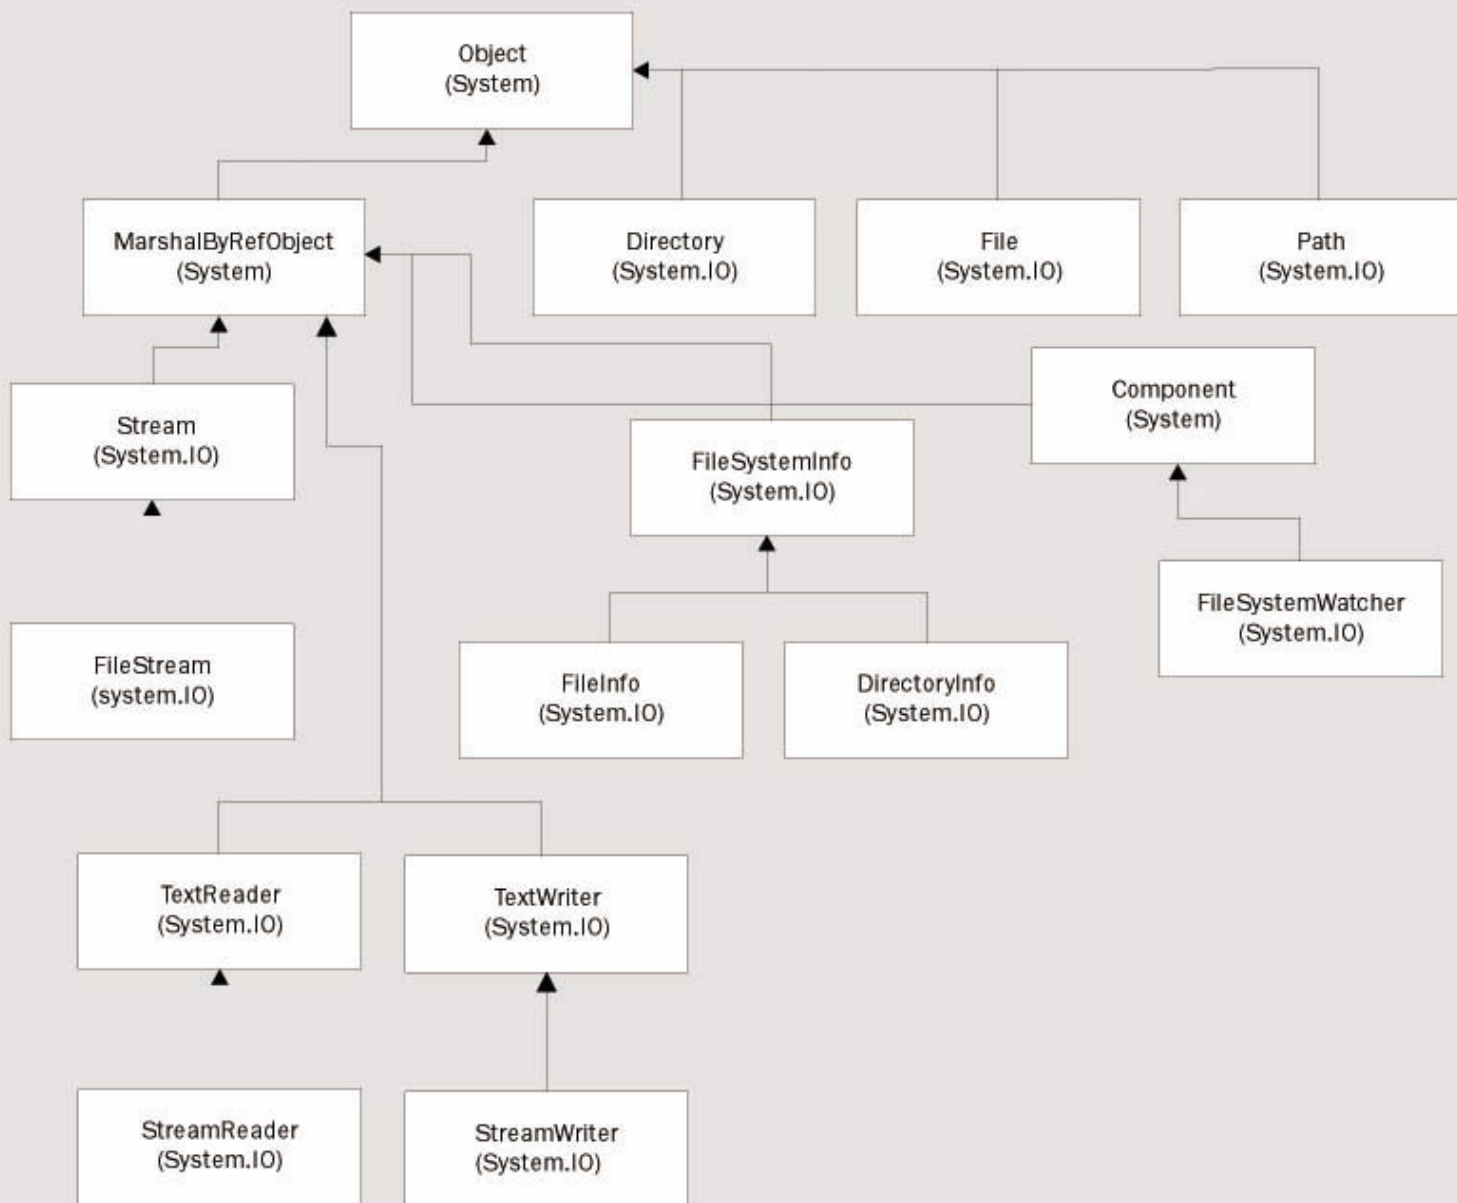 Object
(System)
MarshalByRefObject
(System)
Directory
(System.IO)
File
(System.IO)
Path
(System.IO)
Stream
(System.IO)
FileSystemInfo
(System.IO)
Component
(System)
FileStream
(system.IO)
FileInfo
(System.IO)
DirectoryInfo
(System.IO)
FileSystemWatcher
(System.IO)
TextReader
(System.IO)
TextWriter
(System.IO)
StreamReader
(System.IO)
StreamWriter
(System.IO)